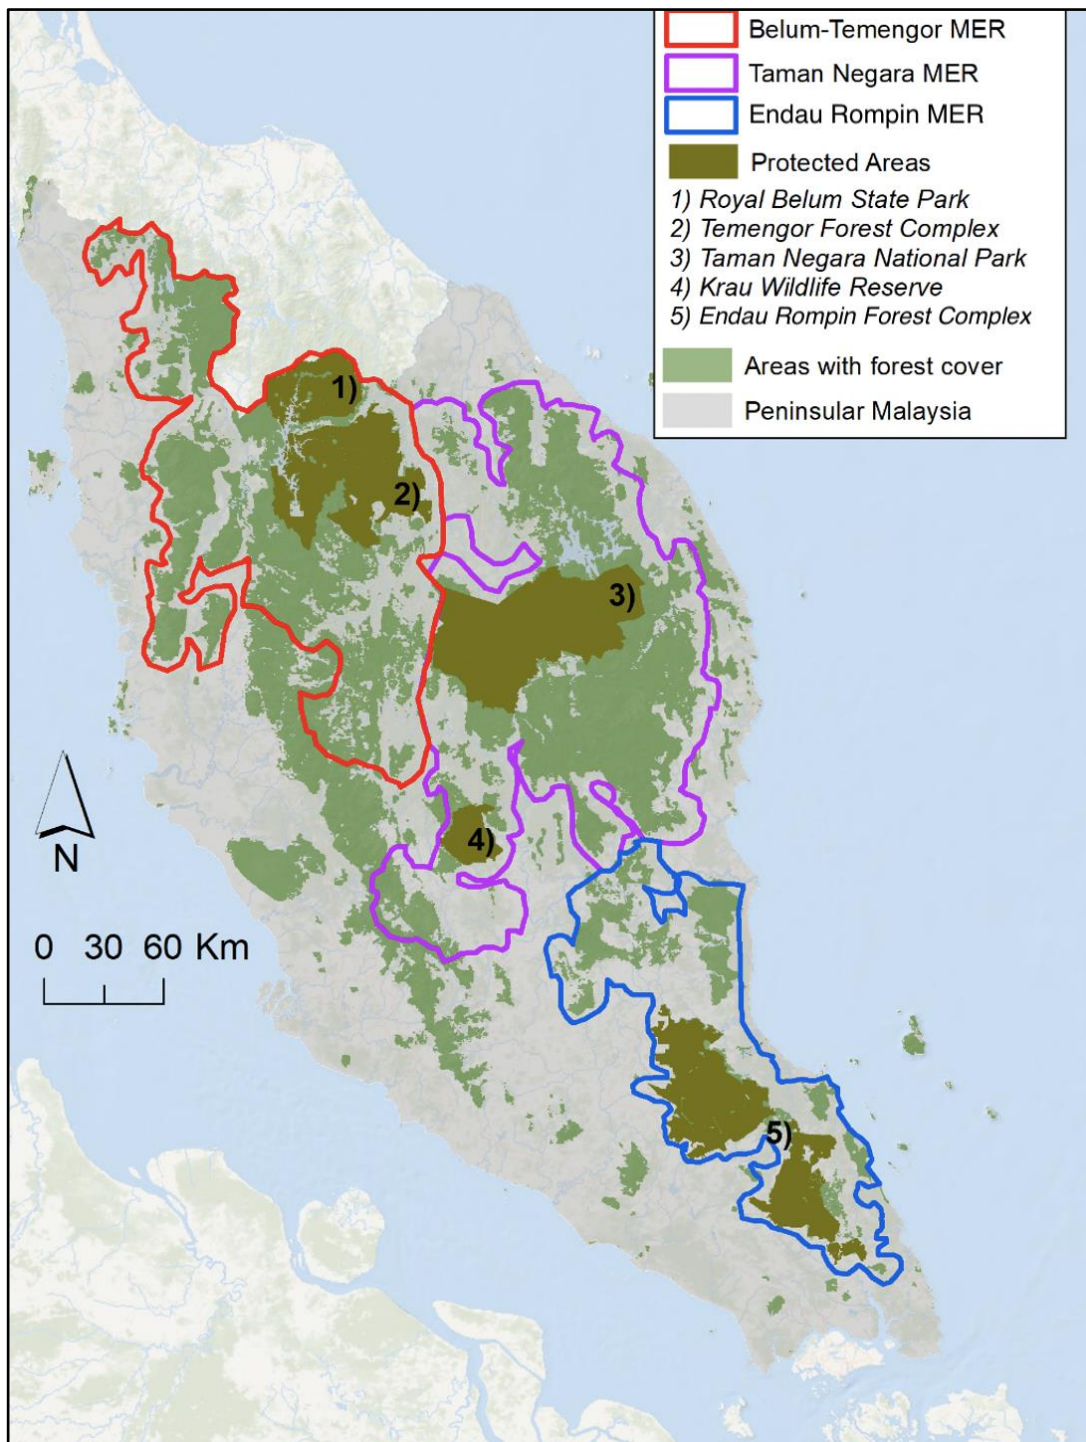 Belum-Temengor MER
Taman Negara MER
Endau Rompin MER
Protected Areas
1) Royal Belum State Park
2) Temengor Forest Complex
3) Taman Negara National Park
4) Krau Wildlife Reserve
5) Endau Rompin Forest Complex
Areas with forest cover
Peninsular Malaysia
1)
2)
3)
4)
5)
N
0 30 60 Km